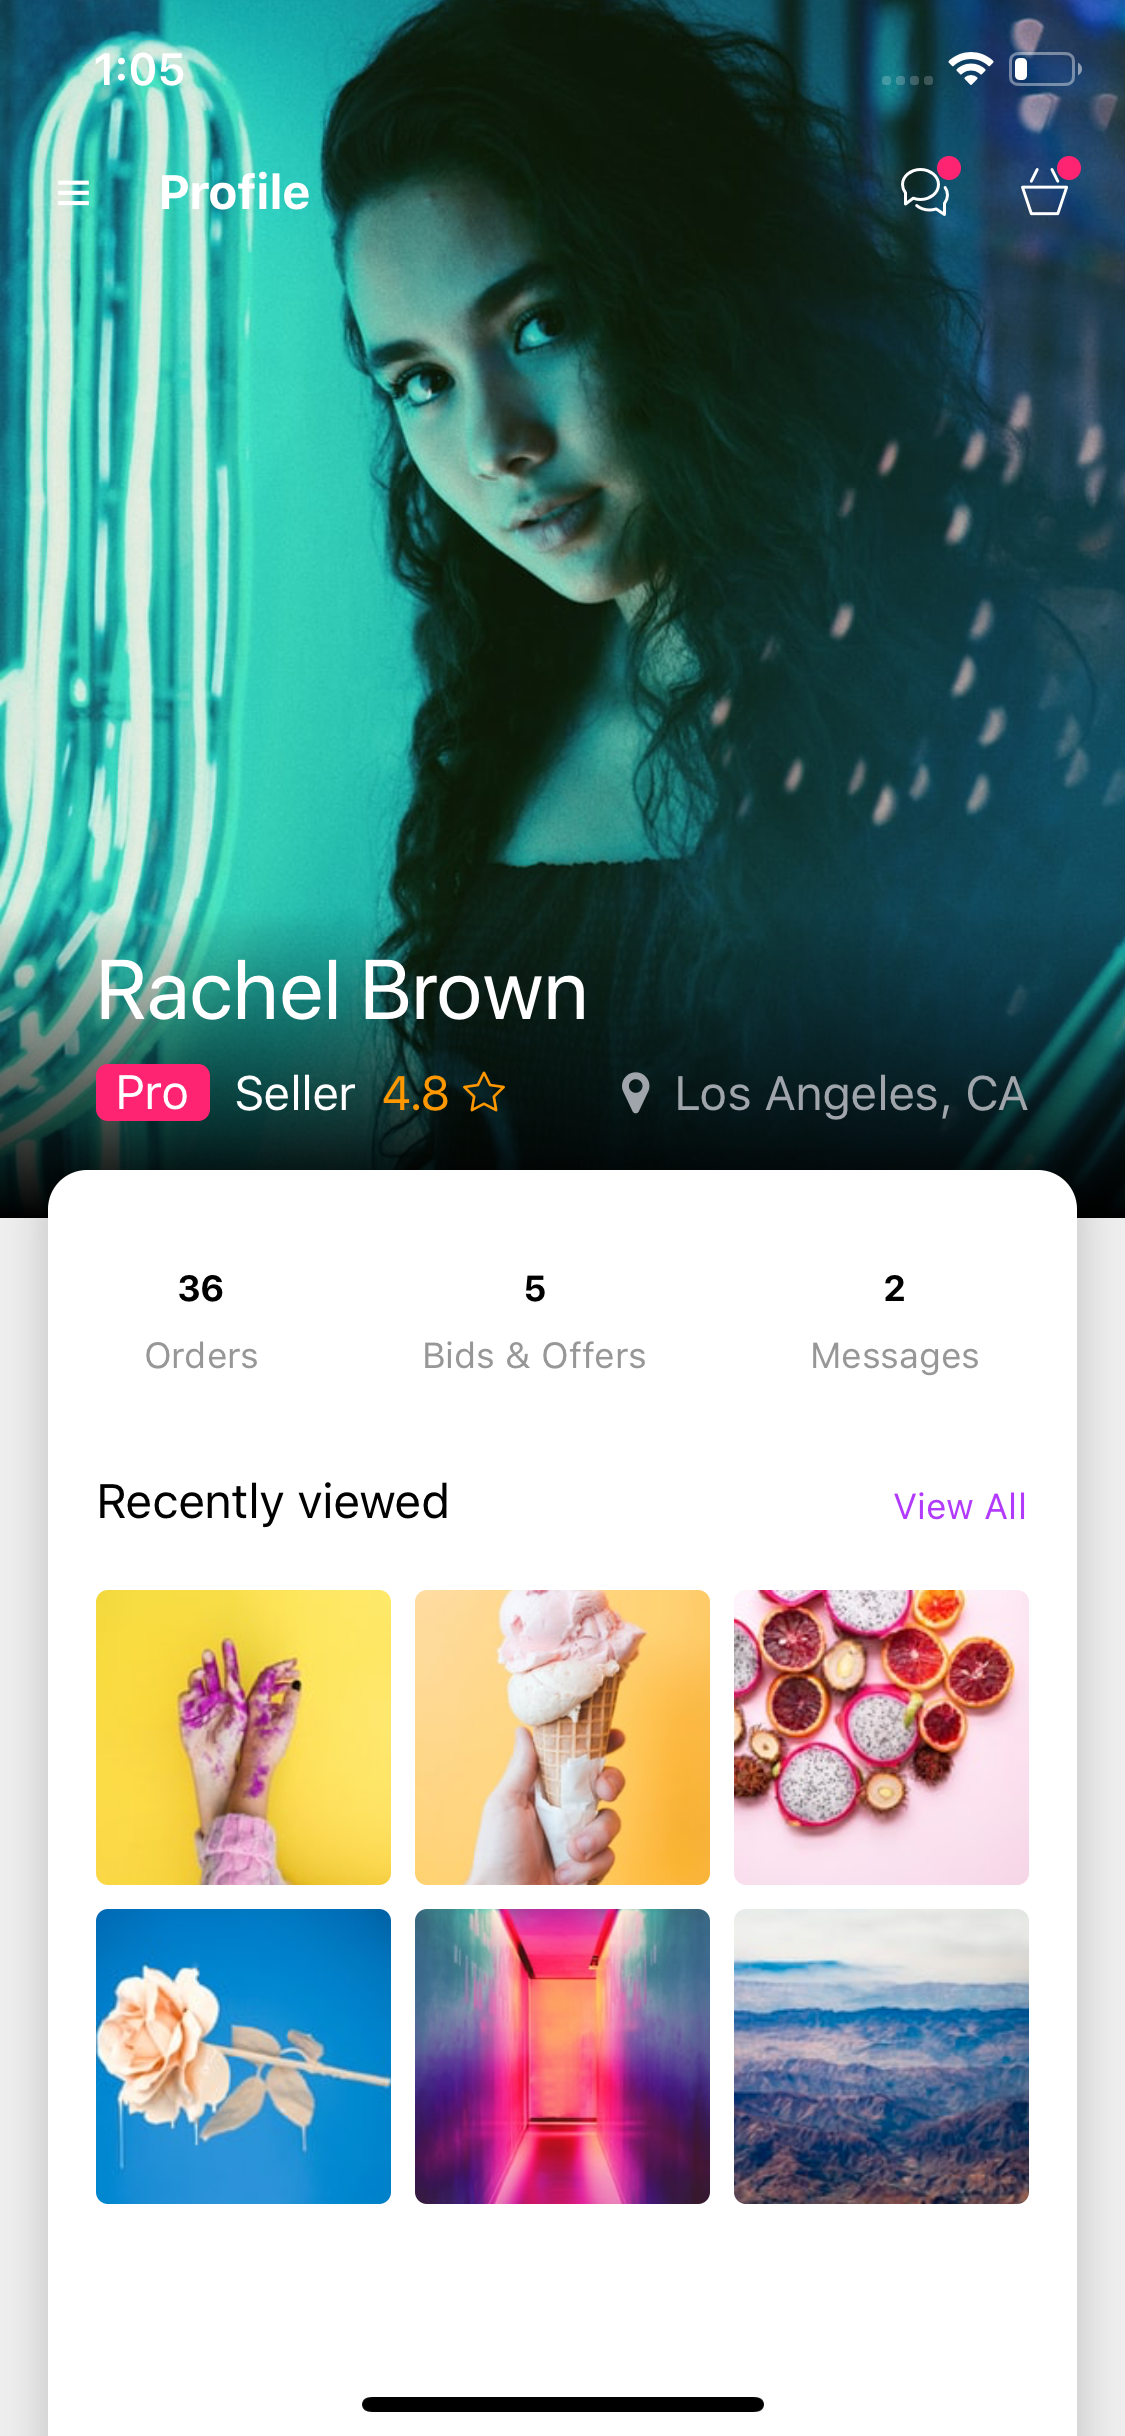 1:05
Profile
Rachel Brown
Pro Seller 4.8 Los Angeles, CA
36 5 2
Orders Bids & Offers Messages
Recently viewed View All